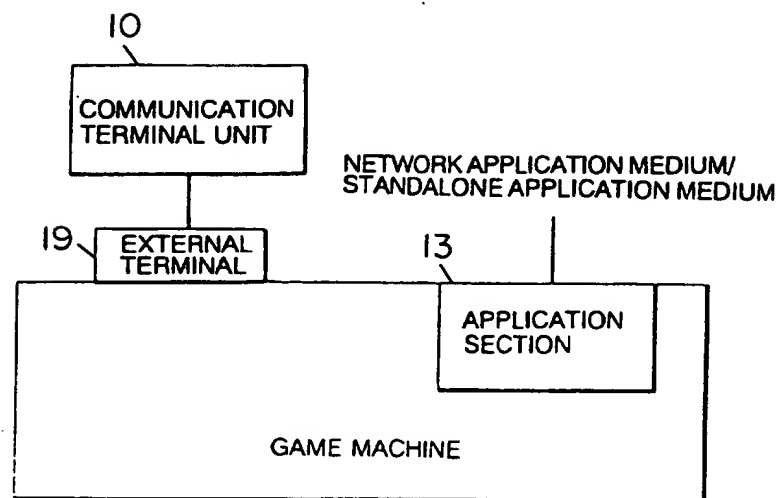 10
COMMUNICATION
TERMINAL UNIT
NETWORK APPLICATION MEDIUM/
STANDALONE APPLICATION MEDIUM
19
EXTERNAL
TERMINAL
13
APPLICATION
SECTION
GAME MACHINE